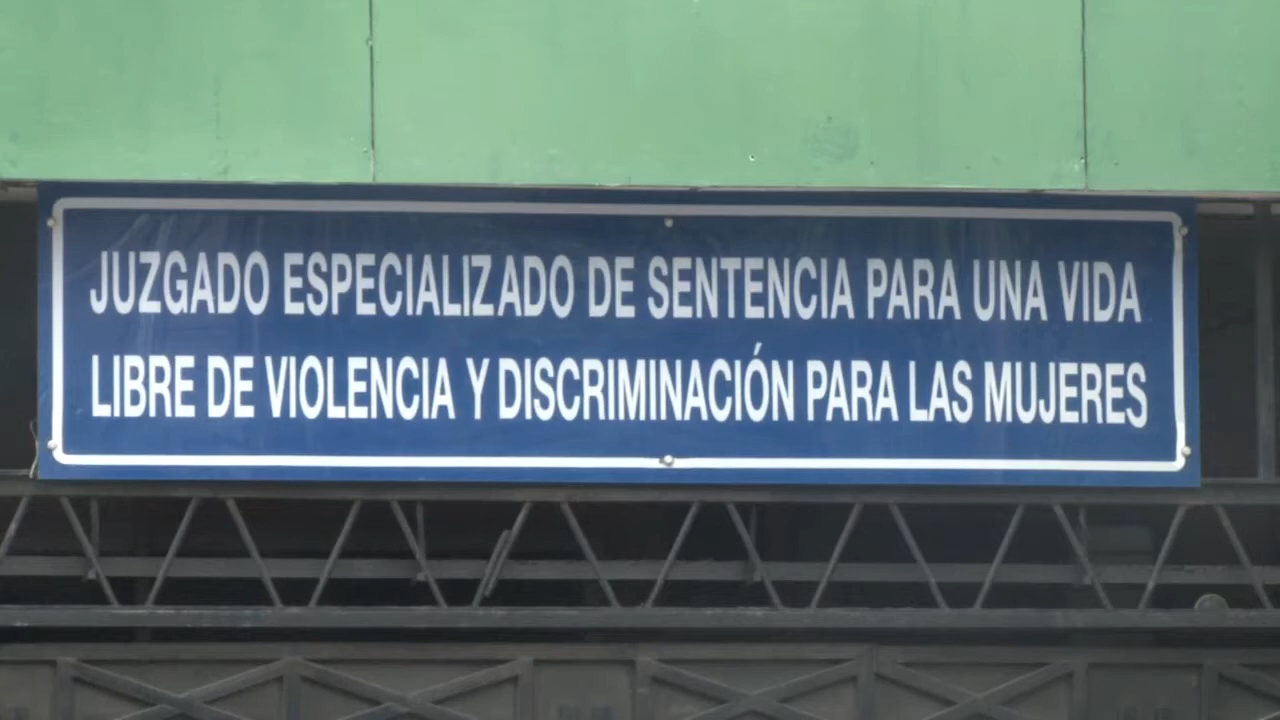 JUZGADO ESPECIALIZADO DE SENTENCIA PARA UNA VIDA
LIBRE DE VIOLENCIA Y DISCRIMINACIÓN PARA LAS MUJERES